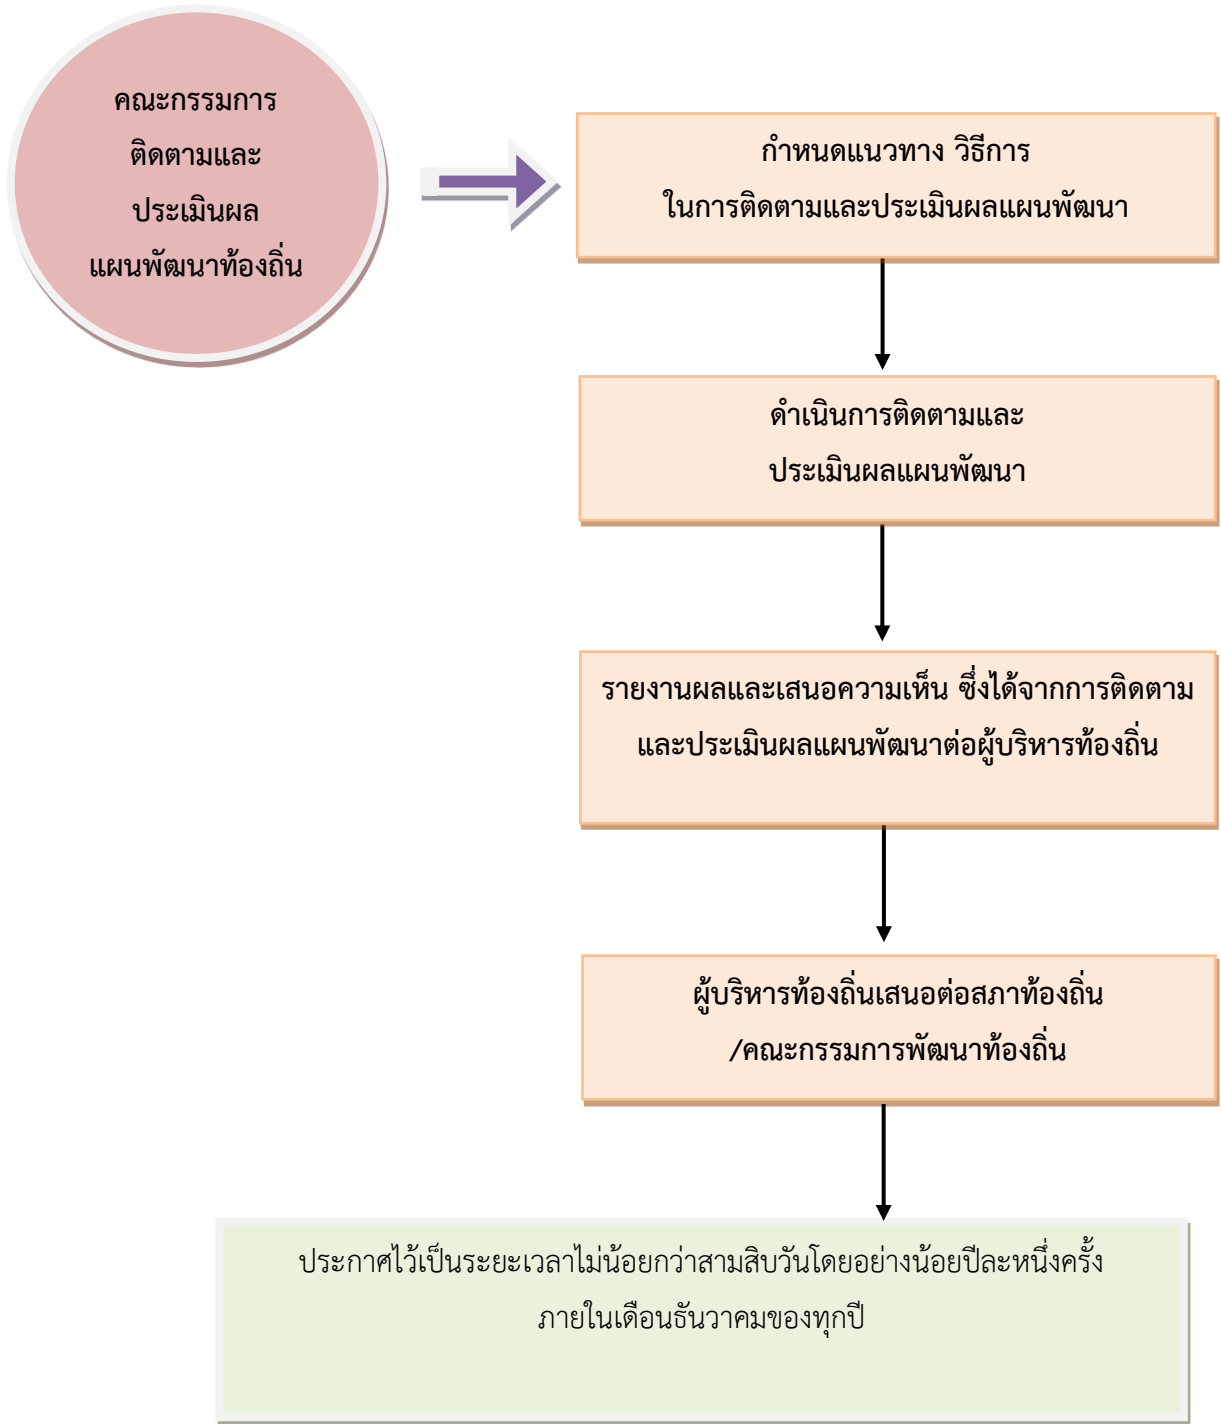 คณะกรรมการ
ติดตามและ
ประเมินผล
แผนพัฒนาท้องถิ่น
กำหนดแนวทาง วิธีการ
ในการติดตามและประเมินผลแผนพัฒนา
ดำเนินการติดตามและ
ประเมินผลแผนพัฒนา
รายงานผลและเสนอความเห็น ซึ่งได้จากการติดตาม
และประเมินผลแผนพัฒนาต่อผู้บริหารท้องถิ่น
ผู้บริหารท้องถิ่นเสนอต่อสภาท้องถิ่น
/คณะกรรมการพัฒนาท้องถิ่น
ประกาศไว้เป็นระยะเวลาไม่น้อยกว่าสามสิบวันโดยอย่างน้อยปีละหนึ่งครั้ง
ภายในเดือนธันวาคมของทุกปี